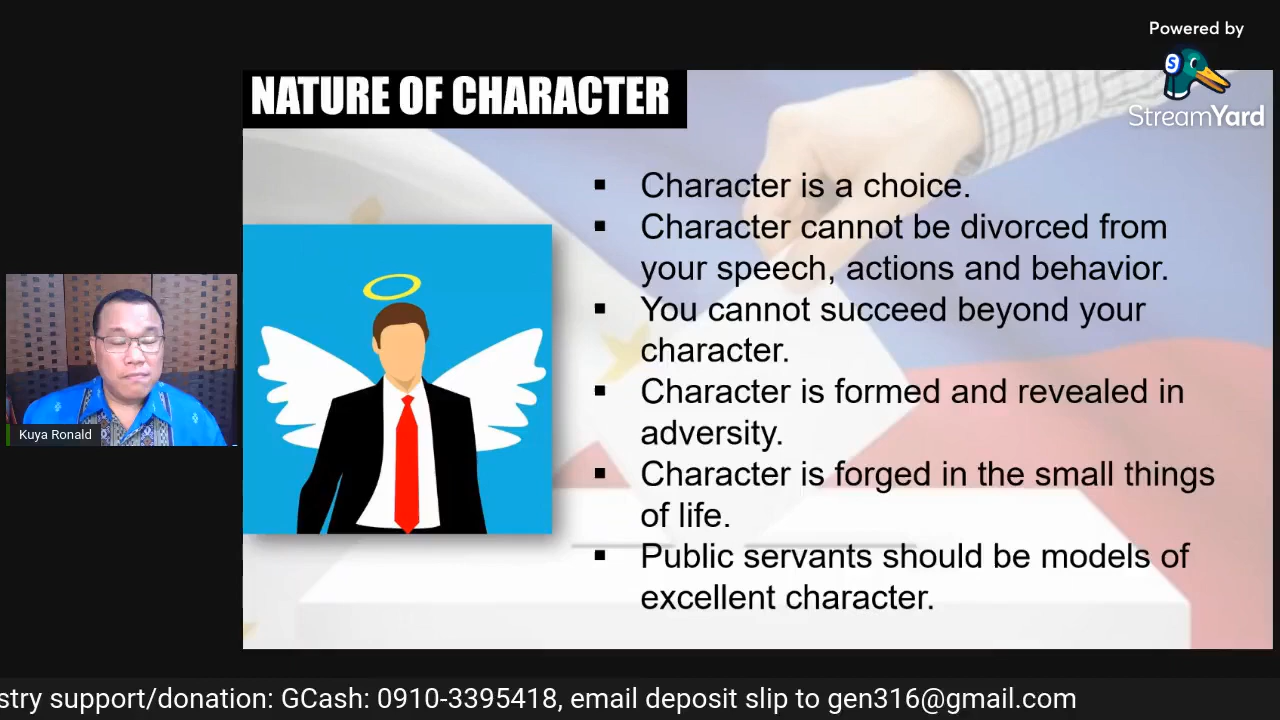 Powered by
StreamYard
NATURE OF CHARACTER
▪ Character is a choice.
▪ Character cannot be divorced from
your speech, actions and behavior.
▪ You cannot succeed beyond your
character.
▪ Character is formed and revealed in
adversity.
▪ Character is forged in the small things
of life.
▪ Public servants should be models of
excellent character.
Kuya Ronald
stry support/donation: GCash: 0910-3395418, email deposit slip to gen316@gmail.com